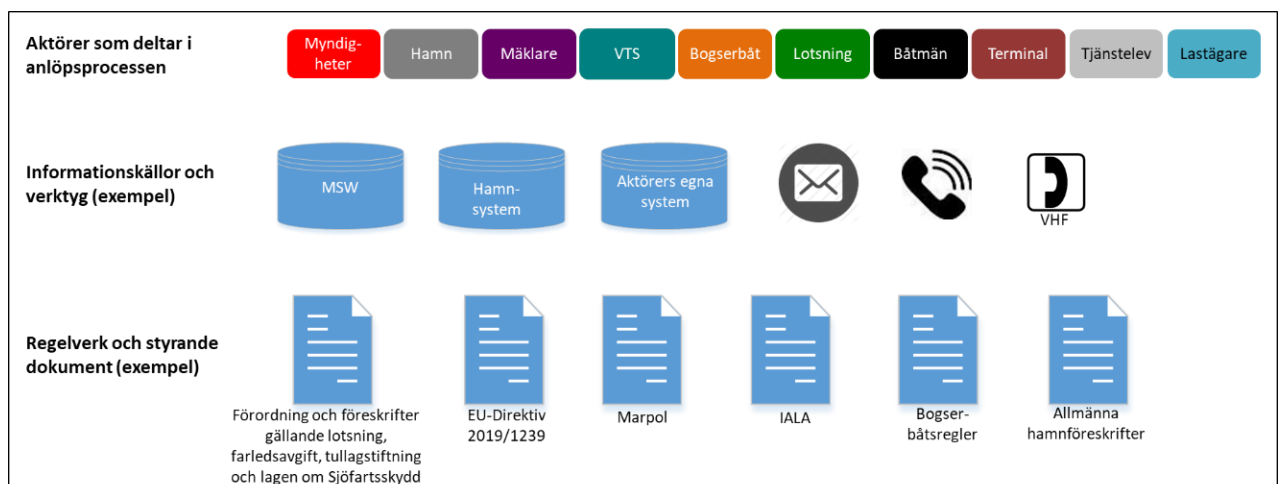 Aktörer som deltar i
anlöpsprocessen
Myndig-
heter
Hamn
Mäklare
VTS
Bogserbåt
Lotsning
Båtmän
Terminal
Tjänstelev
Lastägare
Informationskällor och
verktyg (exempel)
MSW
Hamn-
system
Aktörers egna
system
VHF
Regelverk och styrande
dokument (exempel)
Förordning och föreskrifter
gällande lotsning,
farledsavgift, tullagstiftning
och lagen om Sjöfartsskydd
EU-Direktiv
2019/1239
Marpol
IALA
Bogser-
båtsregler
Allmänna
hamnföreskrifter